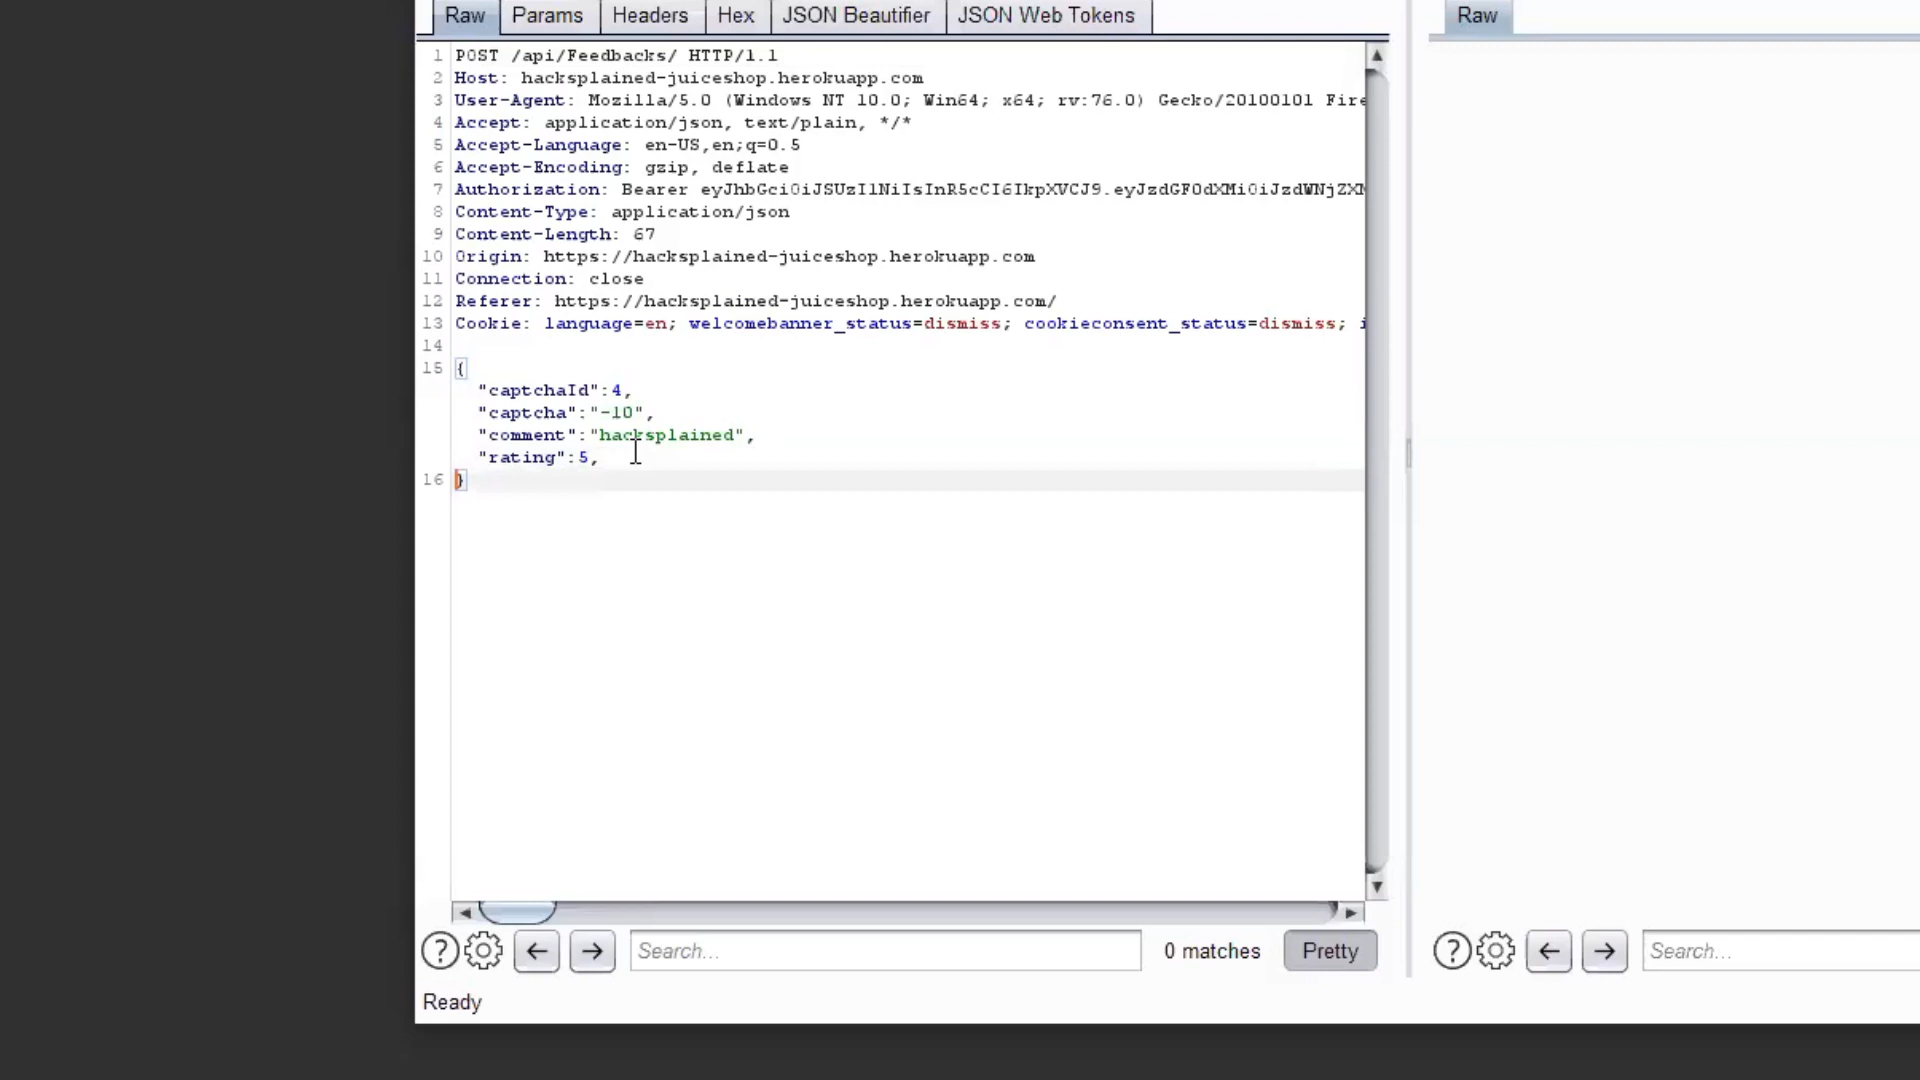 Raw Params Headers Hex JSON Beautifier JSON Web Tokens Raw
1 POST /api/Feedbacks/ HTTP/1.1
2 Host: hacksplained-juiceshop.herokuapp.com
3 User-Agent: Mozilla/5.0 (Windows NT 10.0; Win64; x64; rv:76.0) Gecko/20100101 Fire
4 Accept: application/json, text/plain, */*
5 Accept-Language: en-US,en;q=0.5
6 Accept-Encoding: gzip, deflate
7 Authorization: Bearer eyJhbGciOiJSUzI1NiIsInR5cCI6IkpXVCJ9.eyJzdGF0dXMiOiJzdWNjZXM
8 Content-Type: application/json
9 Content-Length: 67
10 Origin: https://hacksplained-juiceshop.herokuapp.com
11 Connection: close
12 Referer: https://hacksplained-juiceshop.herokuapp.com/
13 Cookie: language=en; welcomebanner_status=dismiss; cookieconsent_status=dismiss; i
14
15 {
"captchaId":4,
"captcha":"-10",
"comment":"hacksplained",
"rating":5,
16 }
? Search... 0 matches Pretty ? Search...
Ready